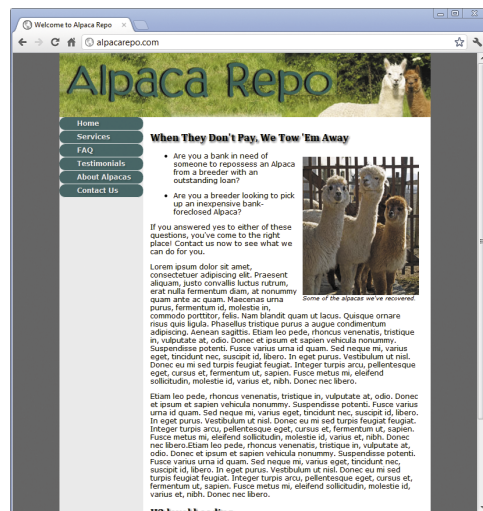 Welcome to Alpaca Repo
alpacarepo.com
Alpaca Repo
Home
Services
FAQ
Testimonials
About Alpacas
Contact Us
When They Don't Pay, We Tow 'Em Away
Are you a bank in need of
someone to repossess an Alpaca
from a breeder with an
outstanding loan?
Are you a breeder looking to pick
up an inexpensive bank-
foreclosed Alpaca?
If you answered yes to either of these
questions, you've come to the right
place! Contact us now to see what we
can do for you.
Some of the alpacas we've recovered.
Lorem ipsum dolor sit amet,
consectetuer adipiscing elit. Praesent
aliquam, justo convallis luctus rutrum,
erat nulla fermentum diam, at nonummy
quam ante ac quam. Maecenas urna
purus, fermentum id, molestie in,
commodo porttitor, felis. Nam blandit quam ut lacus. Quisque ornare
risus quis ligula. Phasellus tristique purus a augue condimentum
adipiscing. Aenean sagittis. Etiam leo pede, rhoncus venenatis, tristique
in, vulputate at, odio. Donec et ipsum et sapien vehicula nonummy.
Suspendisse potenti. Fusce varius urna id quam. Sed neque mi, varius
eget, tincidunt nec, suscipit id, libero. In eget purus. Vestibulum ut nisl.
Donec eu mi sed turpis feugiat feugiat. Integer turpis arcu, pellentesque
eget, cursus et, fermentum ut, sapien. Fusce metus mi, eleifend
sollicitudin, molestie id, varius et, nibh. Donec nec libero.
Etiam leo pede, rhoncus venenatis, tristique in, vulputate at, odio. Donec
et ipsum et sapien vehicula nonummy. Suspendisse potenti. Fusce varius
urna id quam. Sed neque mi, varius eget, tincidunt nec, suscipit id, libero.
In eget purus. Vestibulum ut nisl. Donec eu mi sed turpis feugiat feugiat.
Integer turpis arcu, pellentesque eget, cursus et, fermentum ut, sapien.
Fusce metus mi, eleifend sollicitudin, molestie id, varius et, nibh. Donec
nec libero.Etiam leo pede, rhoncus venenatis, tristique in, vulputate at,
odio. Donec et ipsum et sapien vehicula nonummy. Suspendisse potenti.
Fusce varius urna id quam. Sed neque mi, varius eget, tincidunt nec,
suscipit id, libero. In eget purus. Vestibulum ut nisl. Donec eu mi sed
turpis feugiat feugiat. Integer turpis arcu, pellentesque eget, cursus et,
fermentum ut, sapien. Fusce metus mi, eleifend sollicitudin, molestie id,
varius et, nibh. Donec nec libero.